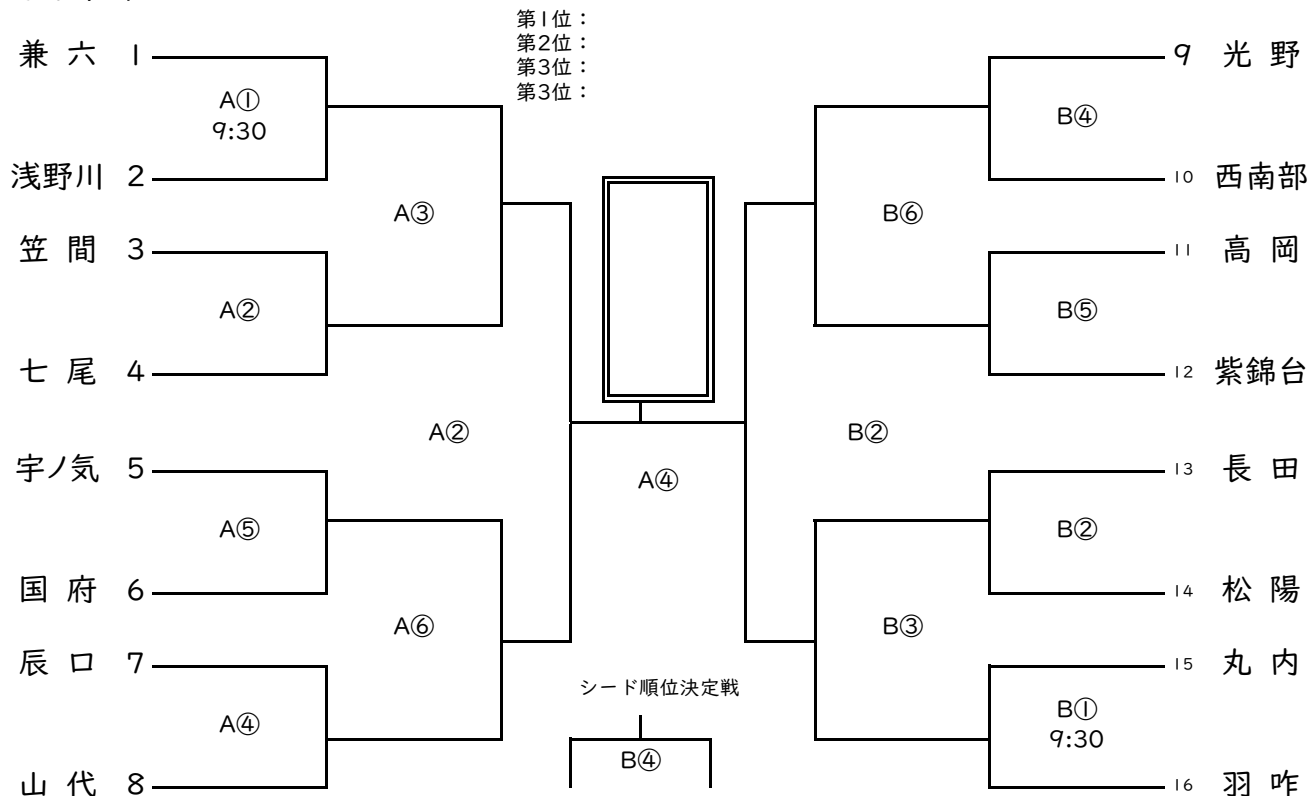 第1位：
第2位：
第3位：
第3位：
兼 六 1
A①
9:30
浅野川 2
A③
笠 間 3
A②
七 尾 4
A②
宇ノ気 5
A⑤
国 府 6
A⑥
辰 口 7
A④
山 代 8
A④
シード順位決定戦
B④
9 光 野
B④
10 西南部
B⑥
11 高 岡
B⑤
12 紫錦台
B②
13 長 田
B②
14 松 陽
B③
15 丸 内
B①
9:30
16 羽 咋